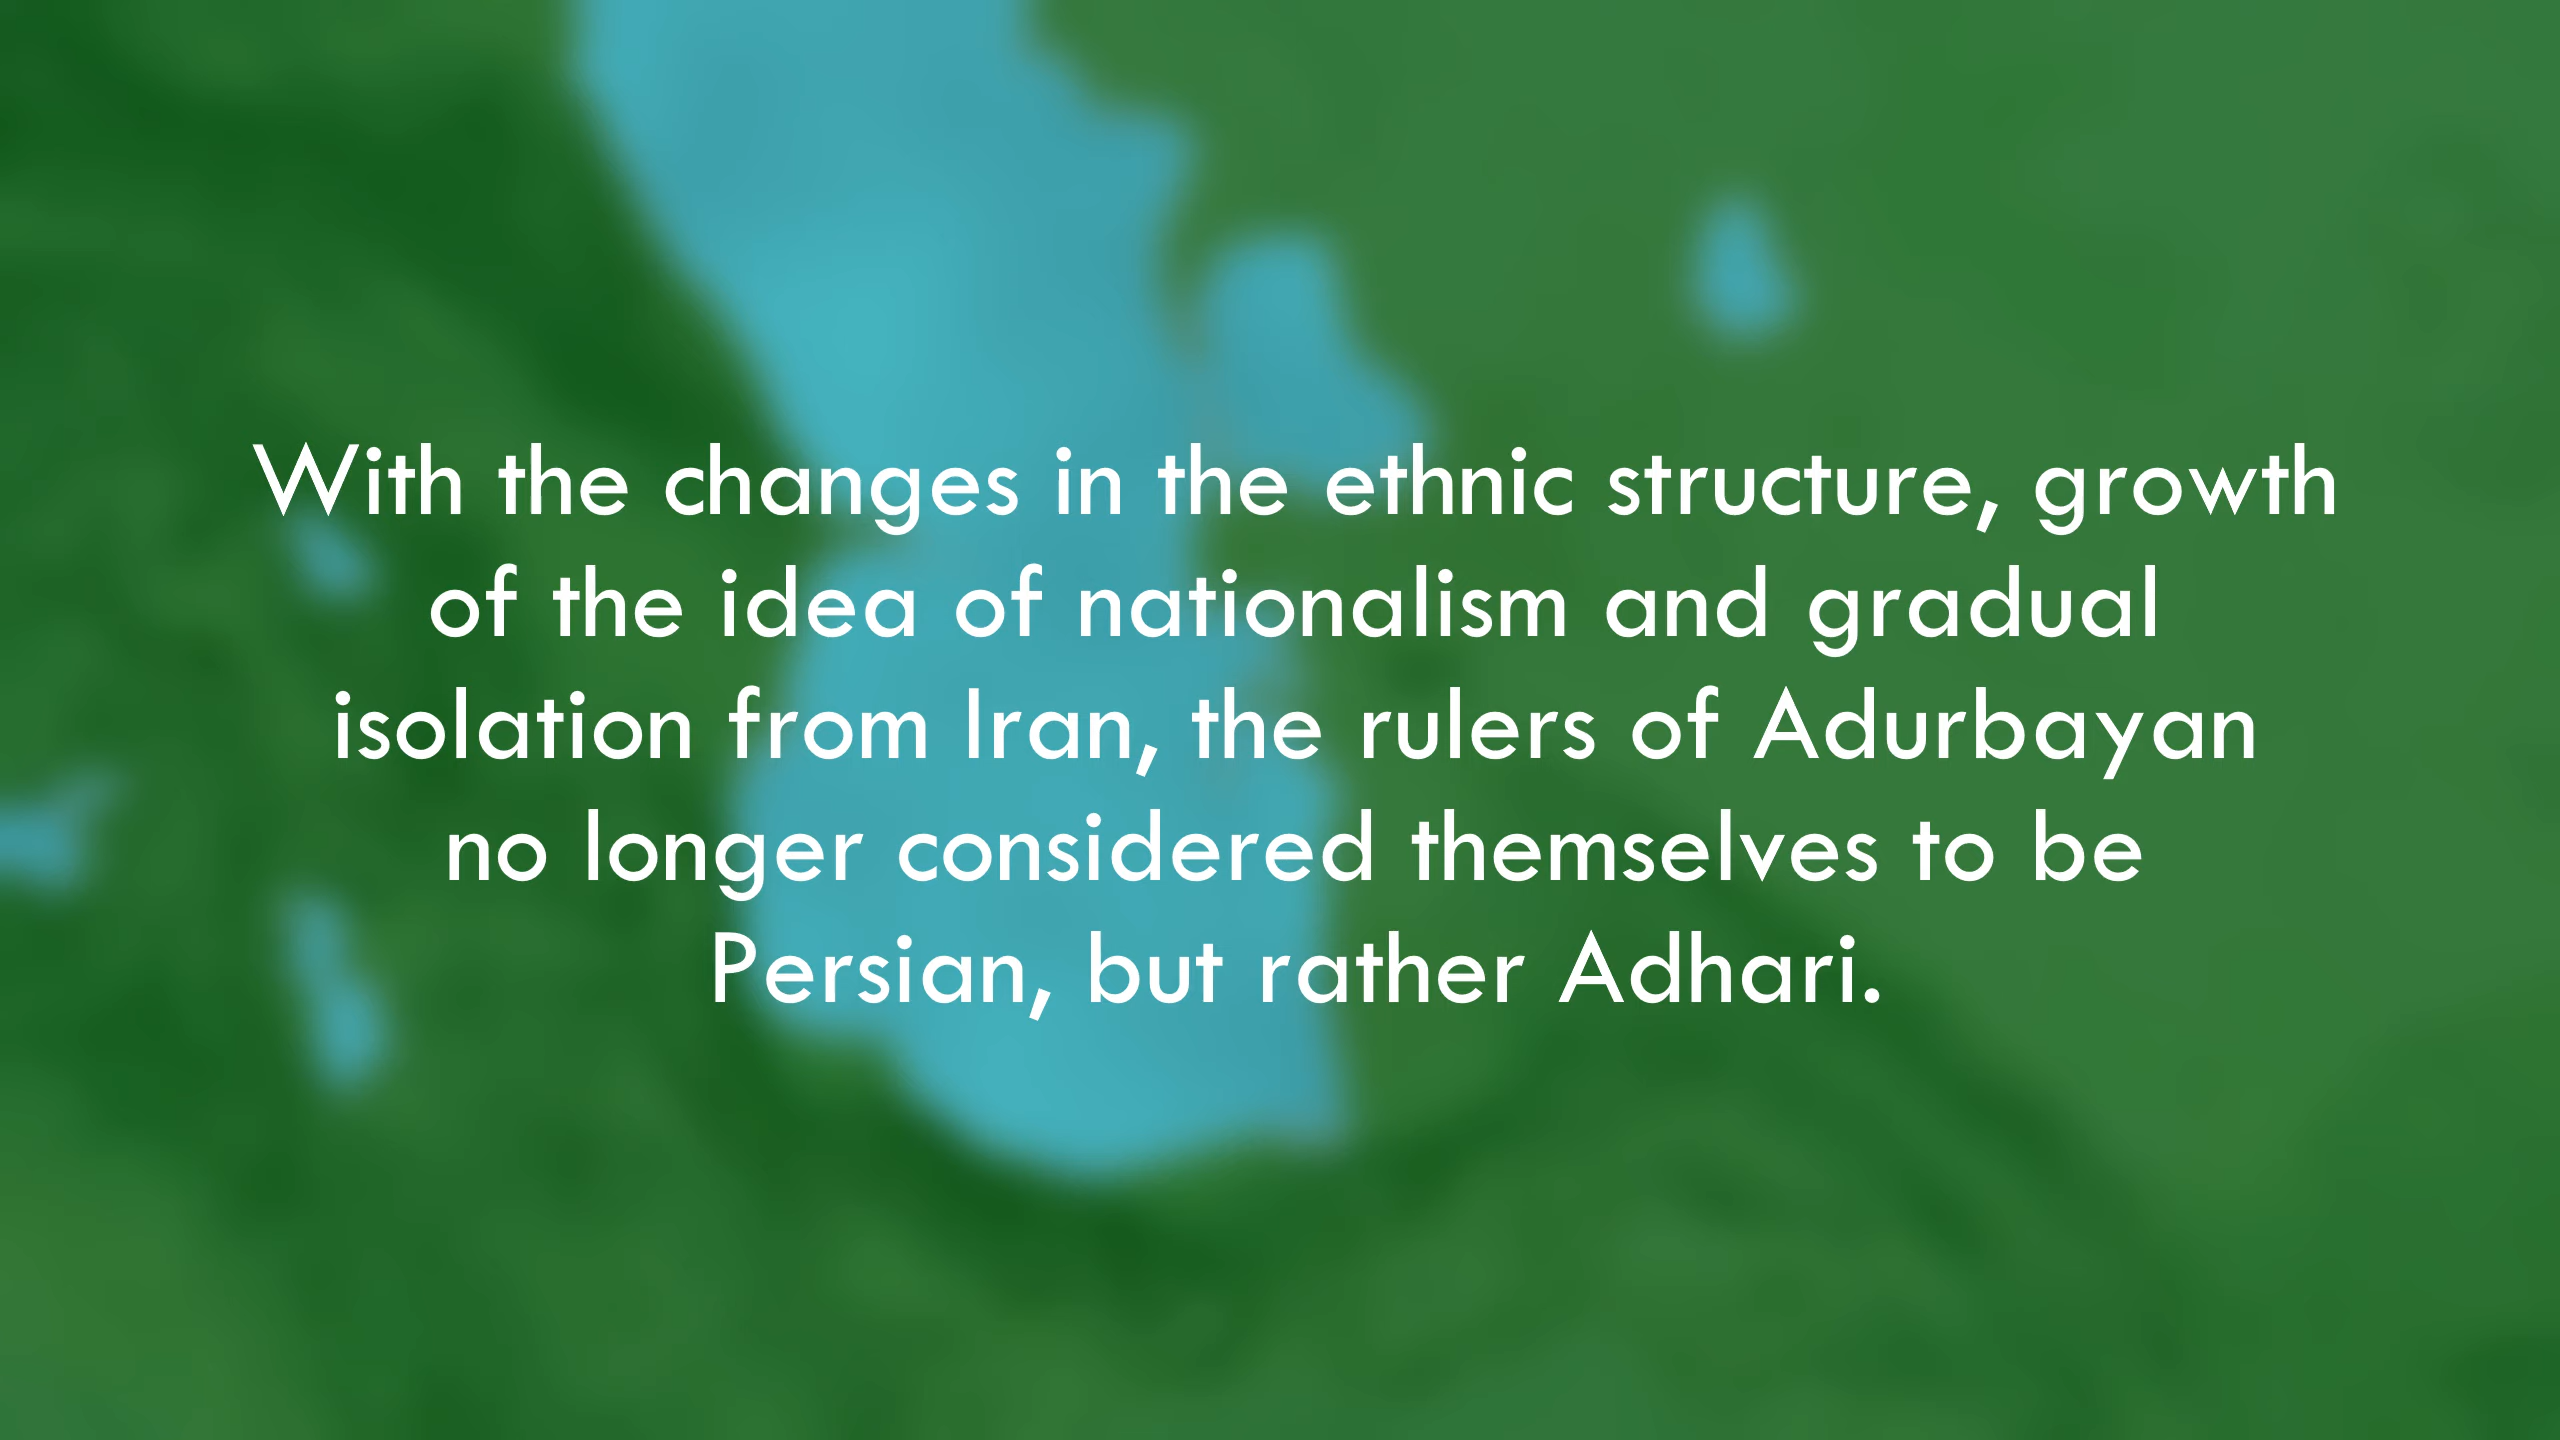 With the changes in the ethnic structure, growth
of the idea of nationalism and gradual
isolation from Iran, the rulers of Adurbayan
no longer considered themselves to be
Persian, but rather Adhari.